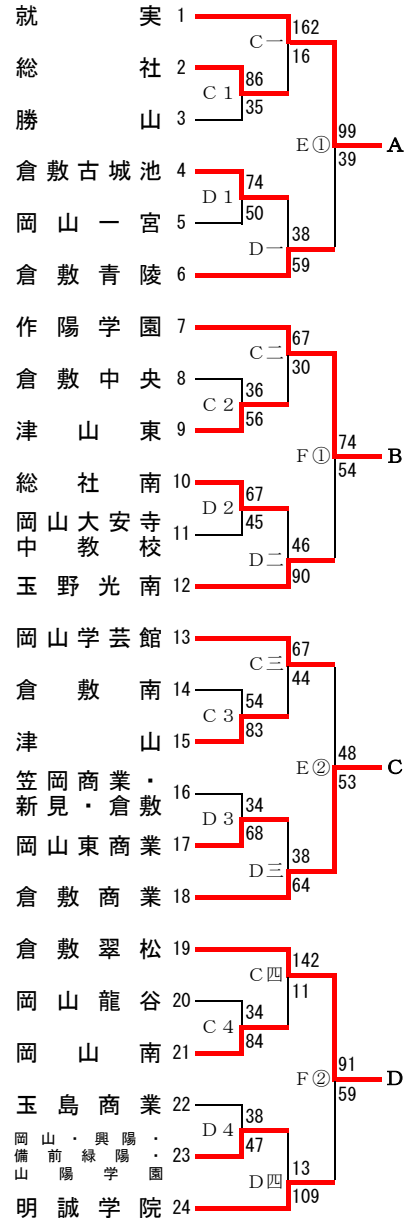 就実 1
162
C一
16
総社 2
86
C1
35
勝山 3
99
E① A
39
倉敷古城池 4
74
D1
50
岡山一宮 5
38
D一
59
倉敷青陵 6
作陽学園 7
67
C二
30
倉敷中央 8
36
C2
56
津山東 9
74
F① B
54
総社南 10
67
D2
45
岡山大安寺
中教校 11
46
D二
90
玉野光南 12
岡山学芸館 13
67
C三
44
倉敷南 14
54
C3
83
津山 15
48
E② C
53
笠岡商業・
新見・倉敷 16
34
D3
68
岡山東商業 17
38
D三
64
倉敷商業 18
倉敷翠松 19
142
C四
11
岡山龍谷 20
34
C4
84
岡山南 21
91
F② D
59
玉島商業 22
38
D4
47
岡山・興陽・
備前緑陽・ 23
山陽学園
13
D四
109
明誠学院 24